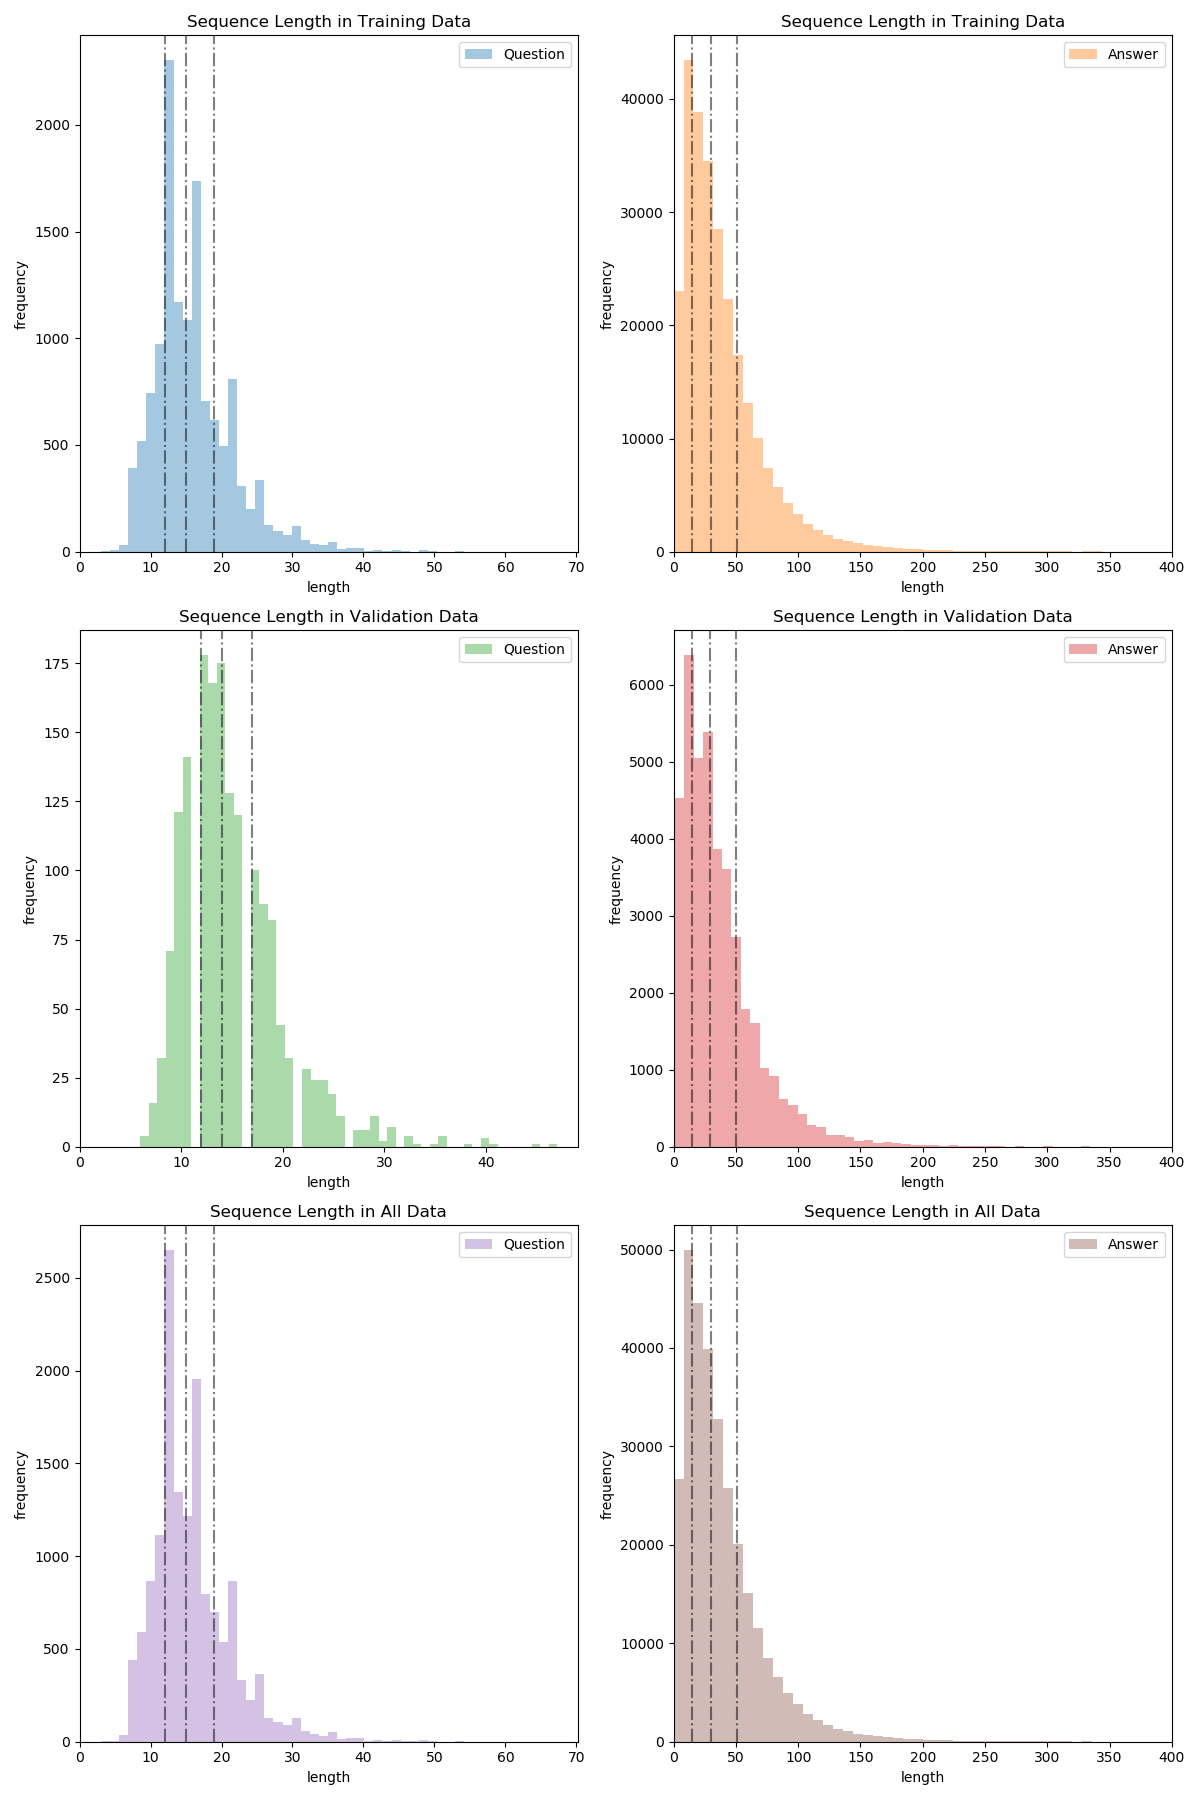 Sequence Length in Training Data
Question
2000
1500
1000
500
0
frequency
0 10 20 30 40 50 60 70
length
Sequence Length in Training Data
Answer
40000
30000
20000
10000
0
frequency
0 50 100 150 200 250 300 350 400
length
Sequence Length in Validation Data
Question
175
150
125
100
75
50
25
0
frequency
0 10 20 30 40
length
Sequence Length in Validation Data
Answer
6000
5000
4000
3000
2000
1000
0
frequency
0 50 100 150 200 250 300 350 400
length
Sequence Length in All Data
Question
2500
2000
1500
1000
500
0
frequency
0 10 20 30 40 50 60 70
length
Sequence Length in All Data
Answer
50000
40000
30000
20000
10000
0
frequency
0 50 100 150 200 250 300 350 400
length